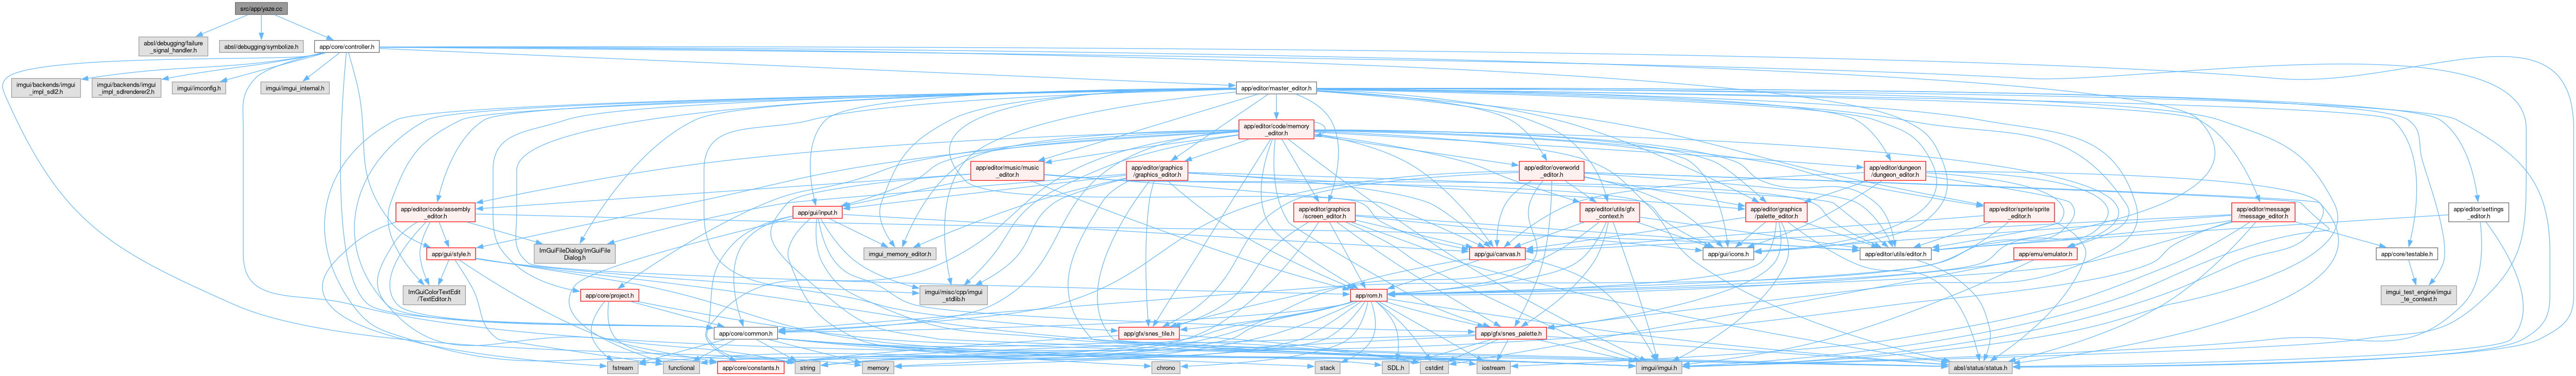 src/app/yaze.cc
absl/debugging/failure
_signal_handler.h
absl/debugging/symbolize.h
app/core/controller.h
imgui/backends/imgui
_impl_sdl2.h
imgui/backends/imgui
_impl_sdlrenderer2.h
imgui/imconfig.h
imgui/imgui_internal.h
app/editor/master_editor.h
app/editor/code/memory
_editor.h
app/editor/music/music
_editor.h
app/editor/graphics
/graphics_editor.h
app/editor/overworld
_editor.h
app/editor/dungeon
/dungeon_editor.h
app/editor/code/assembly
_editor.h
app/gui/input.h
app/editor/graphics
/screen_editor.h
app/editor/utils/gfx
_context.h
app/editor/graphics
/palette_editor.h
app/editor/sprite/sprite
_editor.h
app/editor/message
/message_editor.h
app/editor/settings
_editor.h
app/gui/style.h
ImGuiFileDialog/ImGuiFile
Dialog.h
imgui_memory_editor.h
app/gui/canvas.h
app/gui/icons.h
app/editor/utils/editor.h
app/emu/emulator.h
app/core/testable.h
ImGuiColorTextEdit
/TextEditor.h
app/core/project.h
imgui/misc/cpp/imgui
_stdlib.h
app/rom.h
imgui_test_engine/imgui
_te_context.h
app/core/common.h
app/gfx/snes_tile.h
app/gfx/snes_palette.h
fstream
functional
app/core/constants.h
string
memory
chrono
stack
SDL.h
cstdint
iostream
imgui/imgui.h
absl/status/status.h